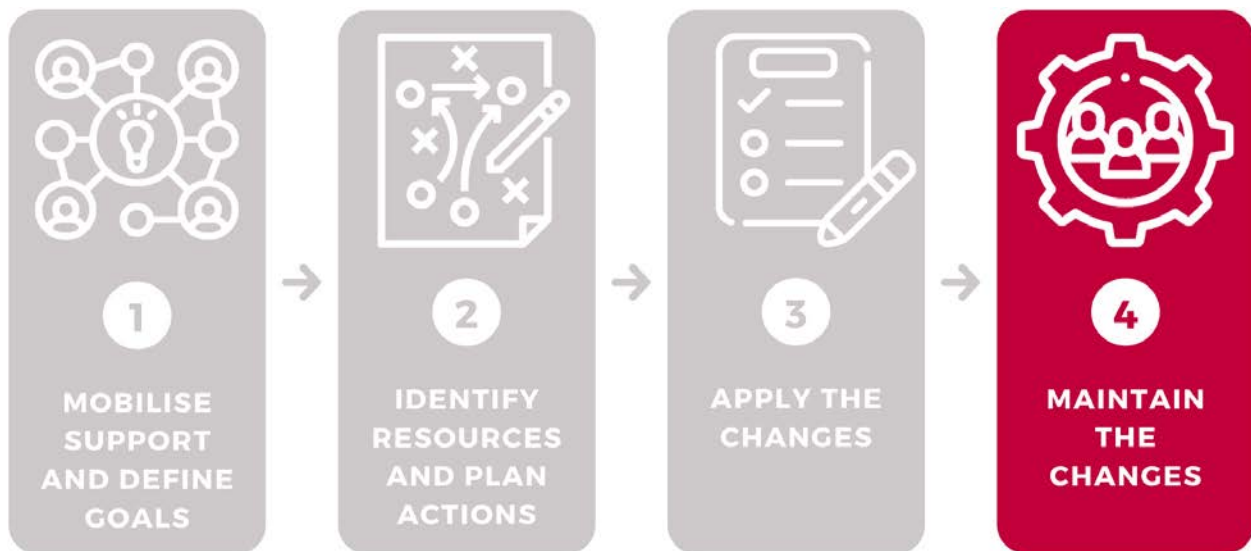 1
MOBILISE
SUPPORT
AND DEFINE
GOALS
2
IDENTIFY
RESOURCES
AND PLAN
ACTIONS
3
APPLY THE
CHANGES
4
MAINTAIN
THE
CHANGES